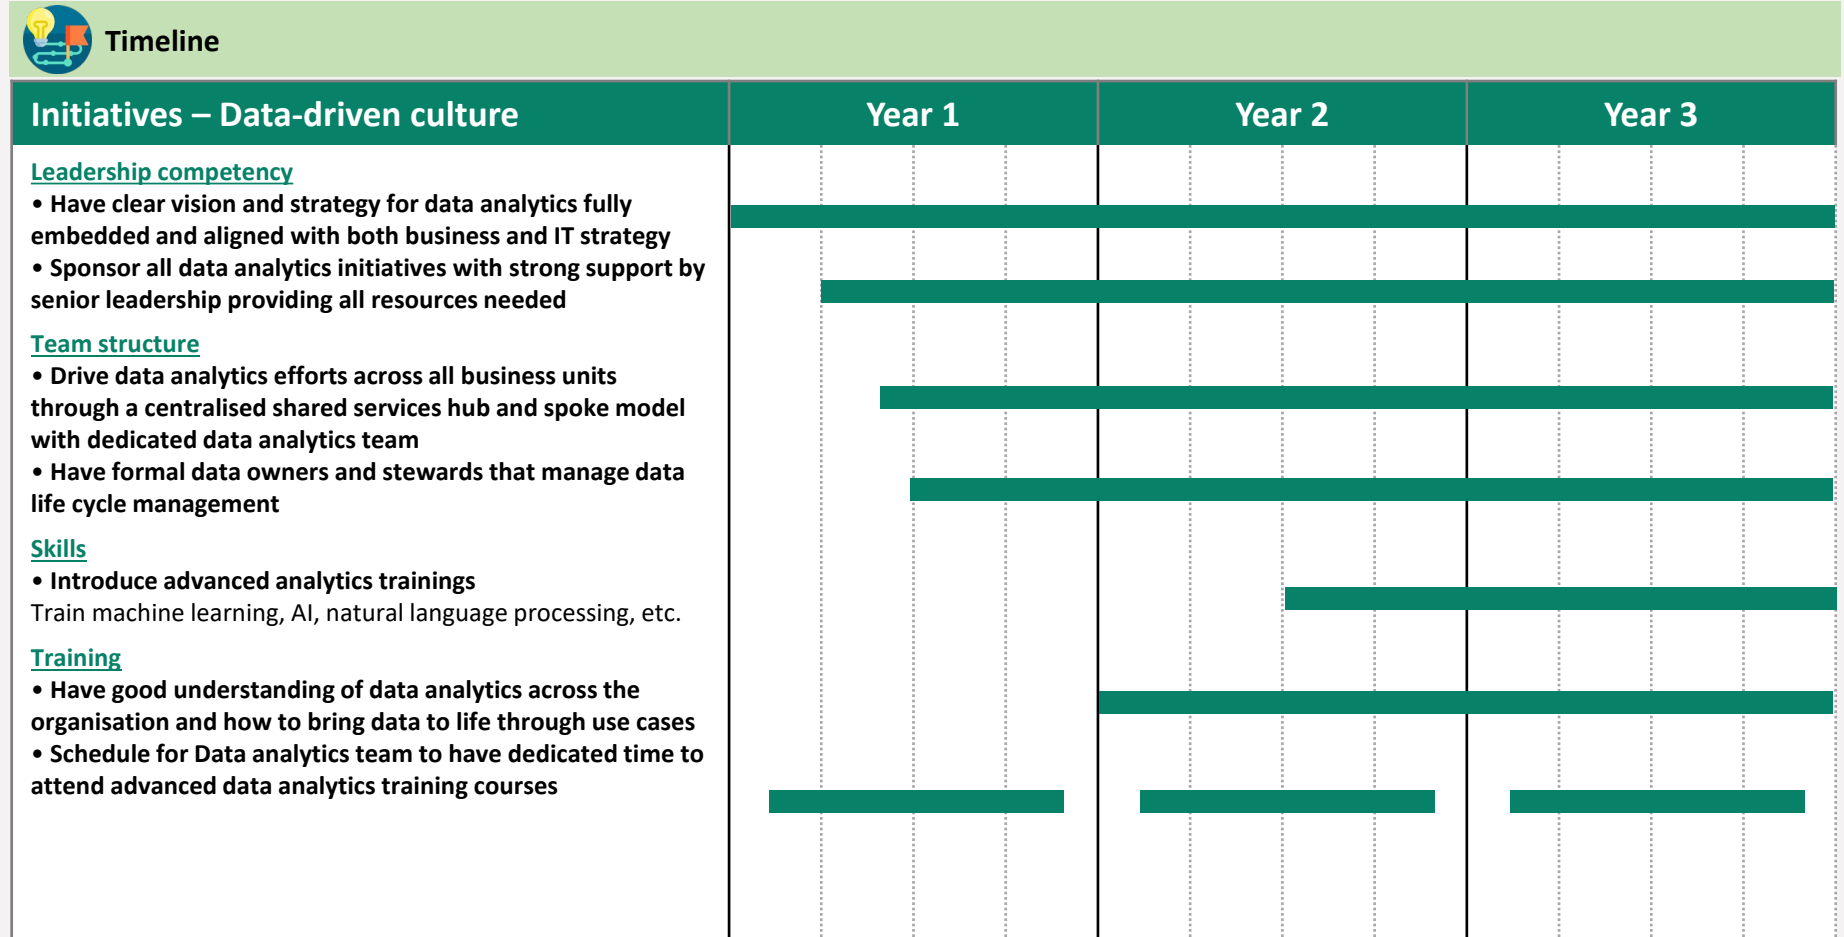 Timeline
Initiatives – Data-driven culture
Year 1
Year 2
Year 3
Leadership competency
• Have clear vision and strategy for data analytics fully
embedded and aligned with both business and IT strategy
• Sponsor all data analytics initiatives with strong support by
senior leadership providing all resources needed
Team structure
• Drive data analytics efforts across all business units
through a centralised shared services hub and spoke model
with dedicated data analytics team
• Have formal data owners and stewards that manage data
life cycle management
Skills
• Introduce advanced analytics trainings
Train machine learning, AI, natural language processing, etc.
Training
• Have good understanding of data analytics across the
organisation and how to bring data to life through use cases
• Schedule for Data analytics team to have dedicated time to
attend advanced data analytics training courses